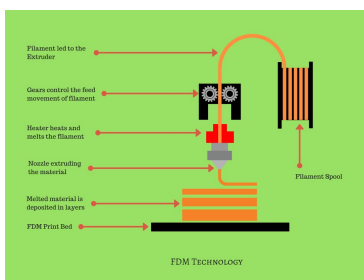 Filament led to the
Extruder
Gears control the feed
movement of filament
Heater heats and
melts the filament
Nozzle extruding
the material
Filament Spool
Melted material is
deposited in layers
FDM Print Bed
FDM Technology